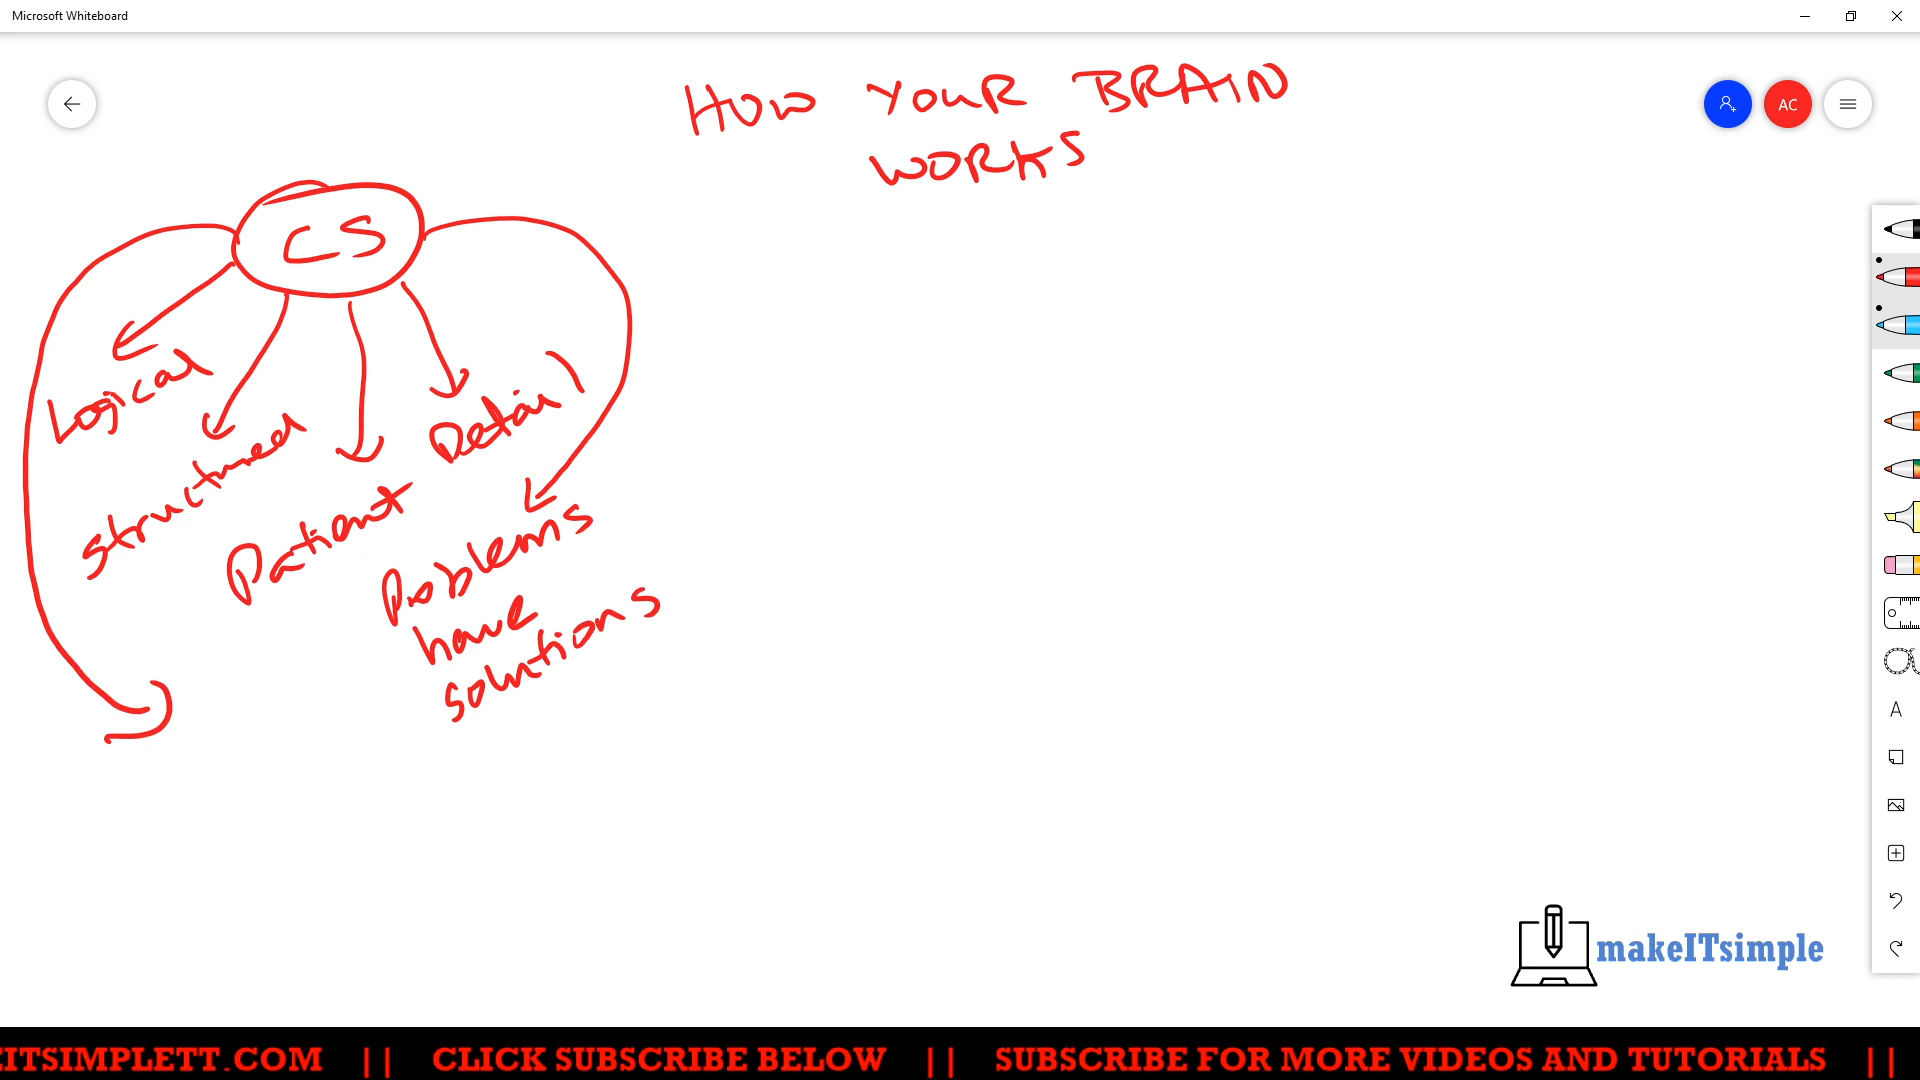 Microsoft Whiteboard
HOW YOUR BRAIN
WORKS
AC
CS
Logical
structured
Patient
Detail
Problems
have
solutions
A
makeITsimple
EITSIMPLETT.COM || CLICK SUBSCRIBE BELOW || SUBSCRIBE FOR MORE VIDEOS AND TUTORIALS ||